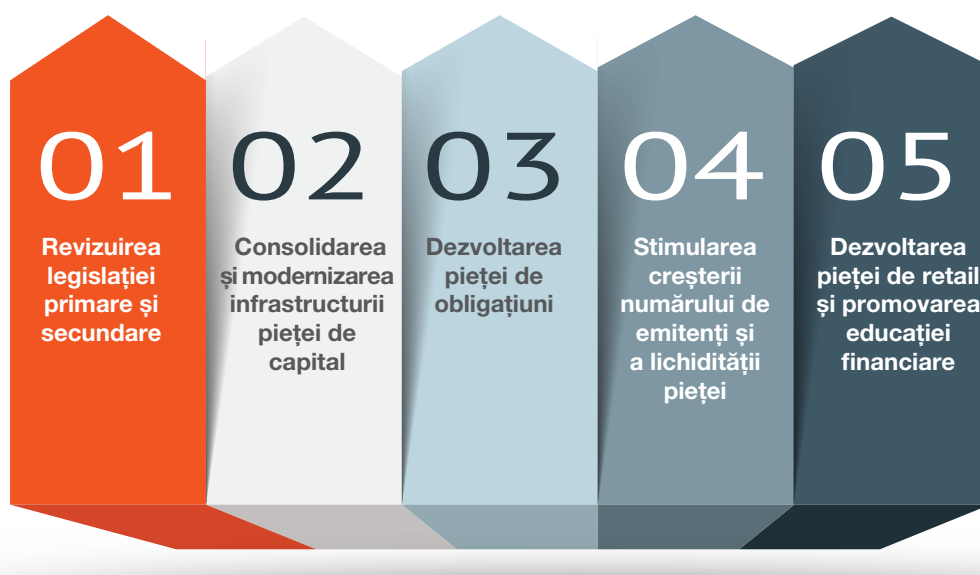 01
Revizuirea
legislației
primare și
secundare
02
Consolidarea
și modernizarea
infrastructurii
pieței de
capital
03
Dezvoltarea
pieței de
obligațiuni
04
Stimularea
creșterii
numărului de
emitenți și
a lichidității
pieței
05
Dezvoltarea
pieței de retail
și promovarea
educației
financiare